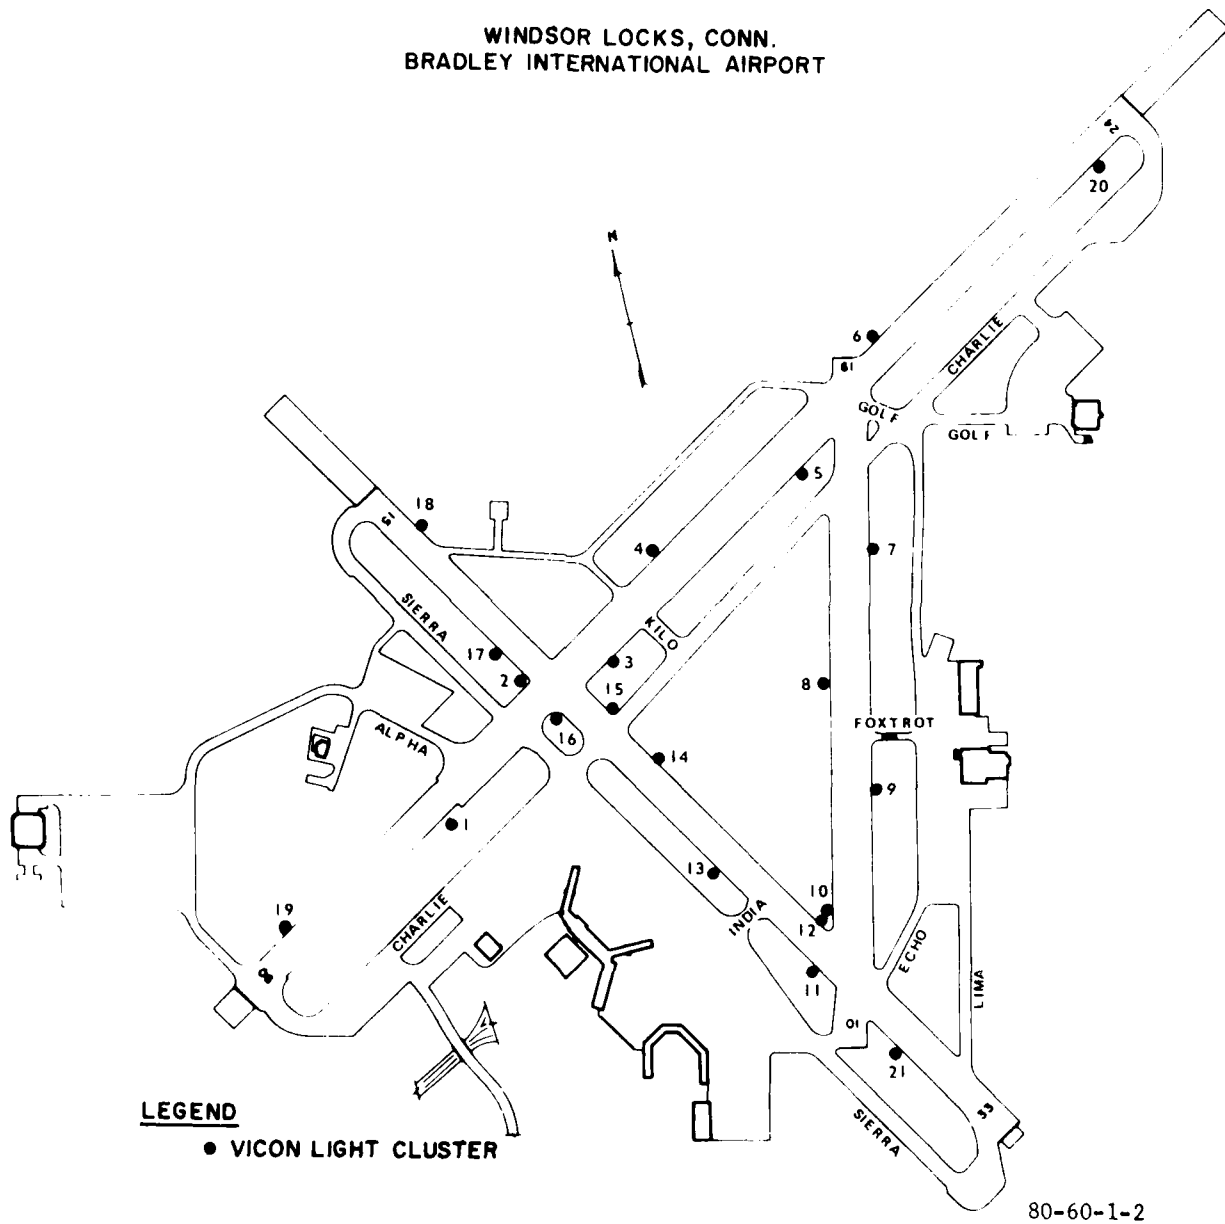 WINDSOR LOCKS, CONN.
BRADLEY INTERNATIONAL AIRPORT
24
20
N
6
19
CHARLIE
GOLF
GOLF
5
18
15
4
7
SIERRA
KILO
17
3
2
8
15
16
FOXTROT
ALPHA
14
9
1
13
10
19
CHARLIE
INDIA
12
ECHO
11
LIMA
01
21
33
SIERRA
LEGEND
● VICON LIGHT CLUSTER
80-60-1-2